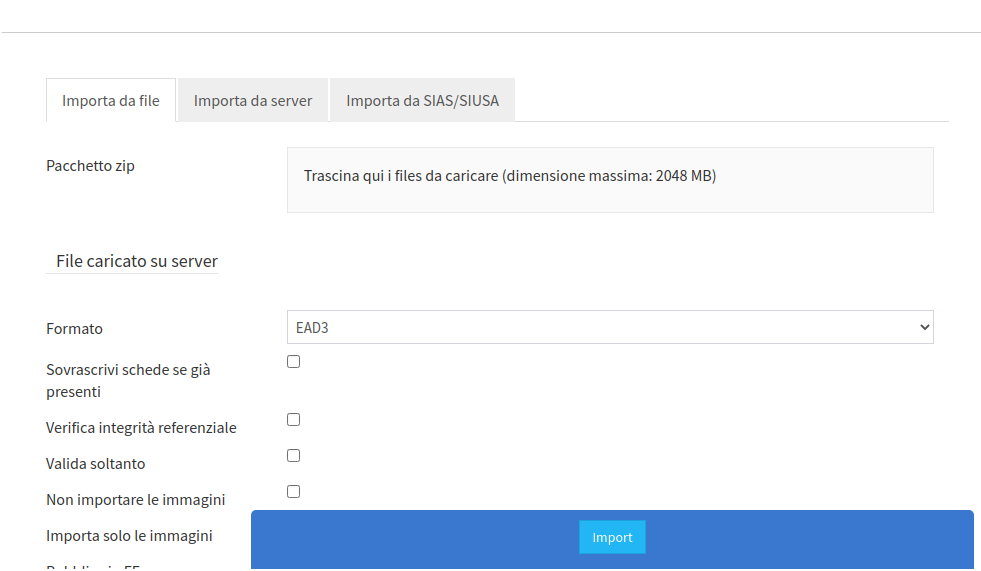 Importa da file
Importa da server
Importa da SIAS/SIUSA
Pacchetto zip
Trascina qui i files da caricare (dimensione massima: 2048 MB)
File caricato su server
Formato
EAD3
Sovrascrivi schede se già
presenti
Verifica integrità referenziale
Valida soltanto
Non importare le immagini
Importa solo le immagini
Import